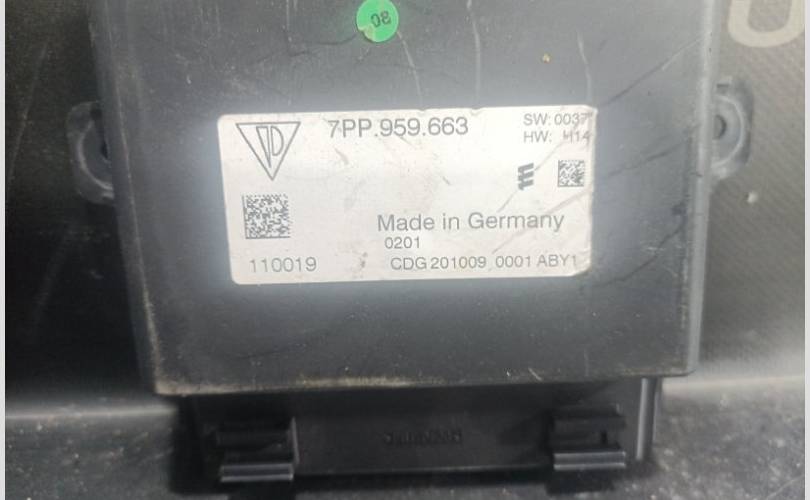 08
7PP.959.663
SW: 0037
HW: H14
Made in Germany
0201
110019
CDG 201009 0001 ABY1